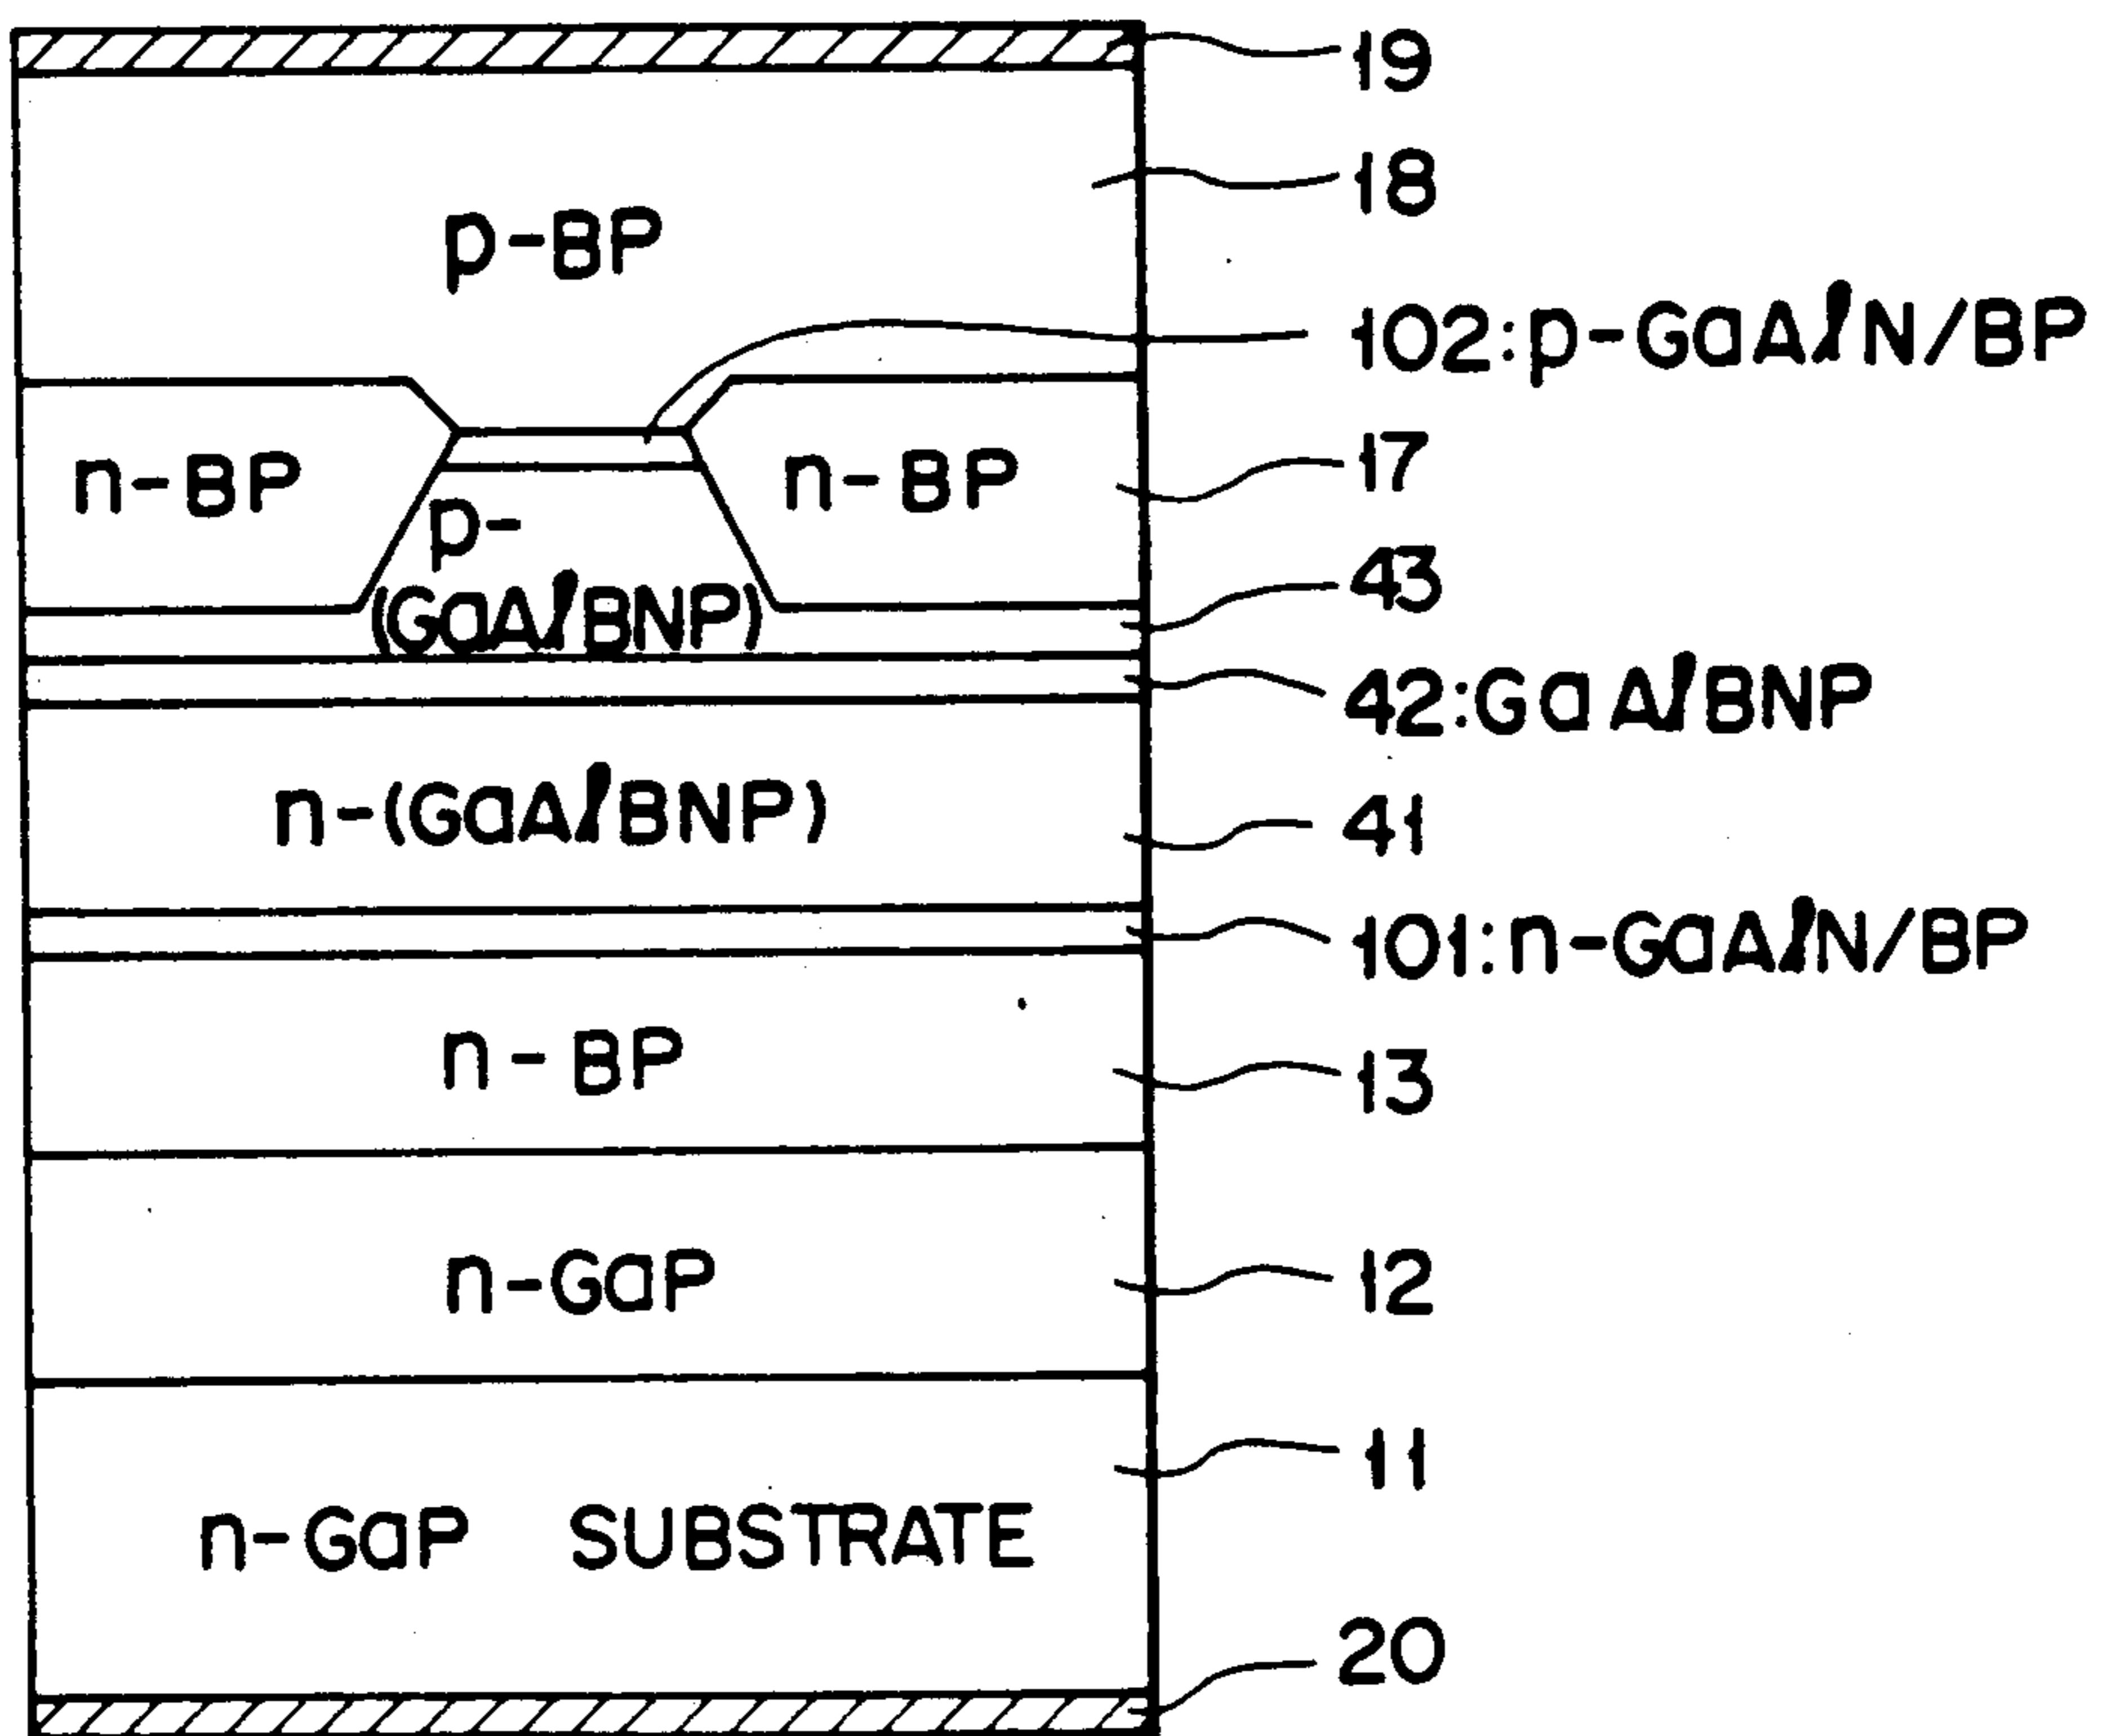 19
18
p-BP
102:p-GaAlN/BP
n-BP
n-BP
17
p-
43
(GaAlBNP)
42:GaAlBNP
n-(GaAlBNP)
41
101:n-GaAlN/BP
n-BP
13
n-GaP
12
11
n-GaP SUBSTRATE
20